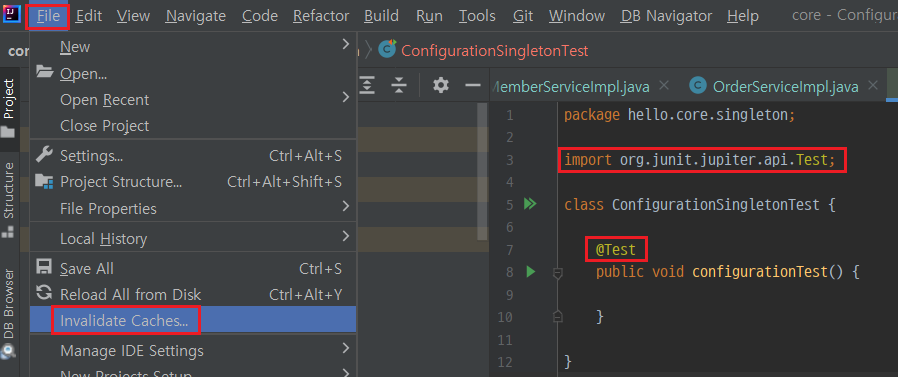 File Edit View Navigate Code Refactor Build Run Tools Git Window DB Navigator Help core - Configur
ConfigurationSingletonTest
New
Open...
Open Recent
Close Project
Settings... Ctrl+Alt+S
Project Structure... Ctrl+Alt+Shift+S
File Properties
Local History
Save All Ctrl+S
Reload All from Disk Ctrl+Alt+Y
Invalidate Caches...
Manage IDE Settings
New Projects Setup
Project
Structure
DB Browser
MemberServiceImpl.java OrderServiceImpl.java
1 package hello.core.singleton;
2
3 import org.junit.jupiter.api.Test;
4
5 class ConfigurationSingletonTest {
6
7 @Test
8 public void configurationTest() {
9
10 }
11
12 }